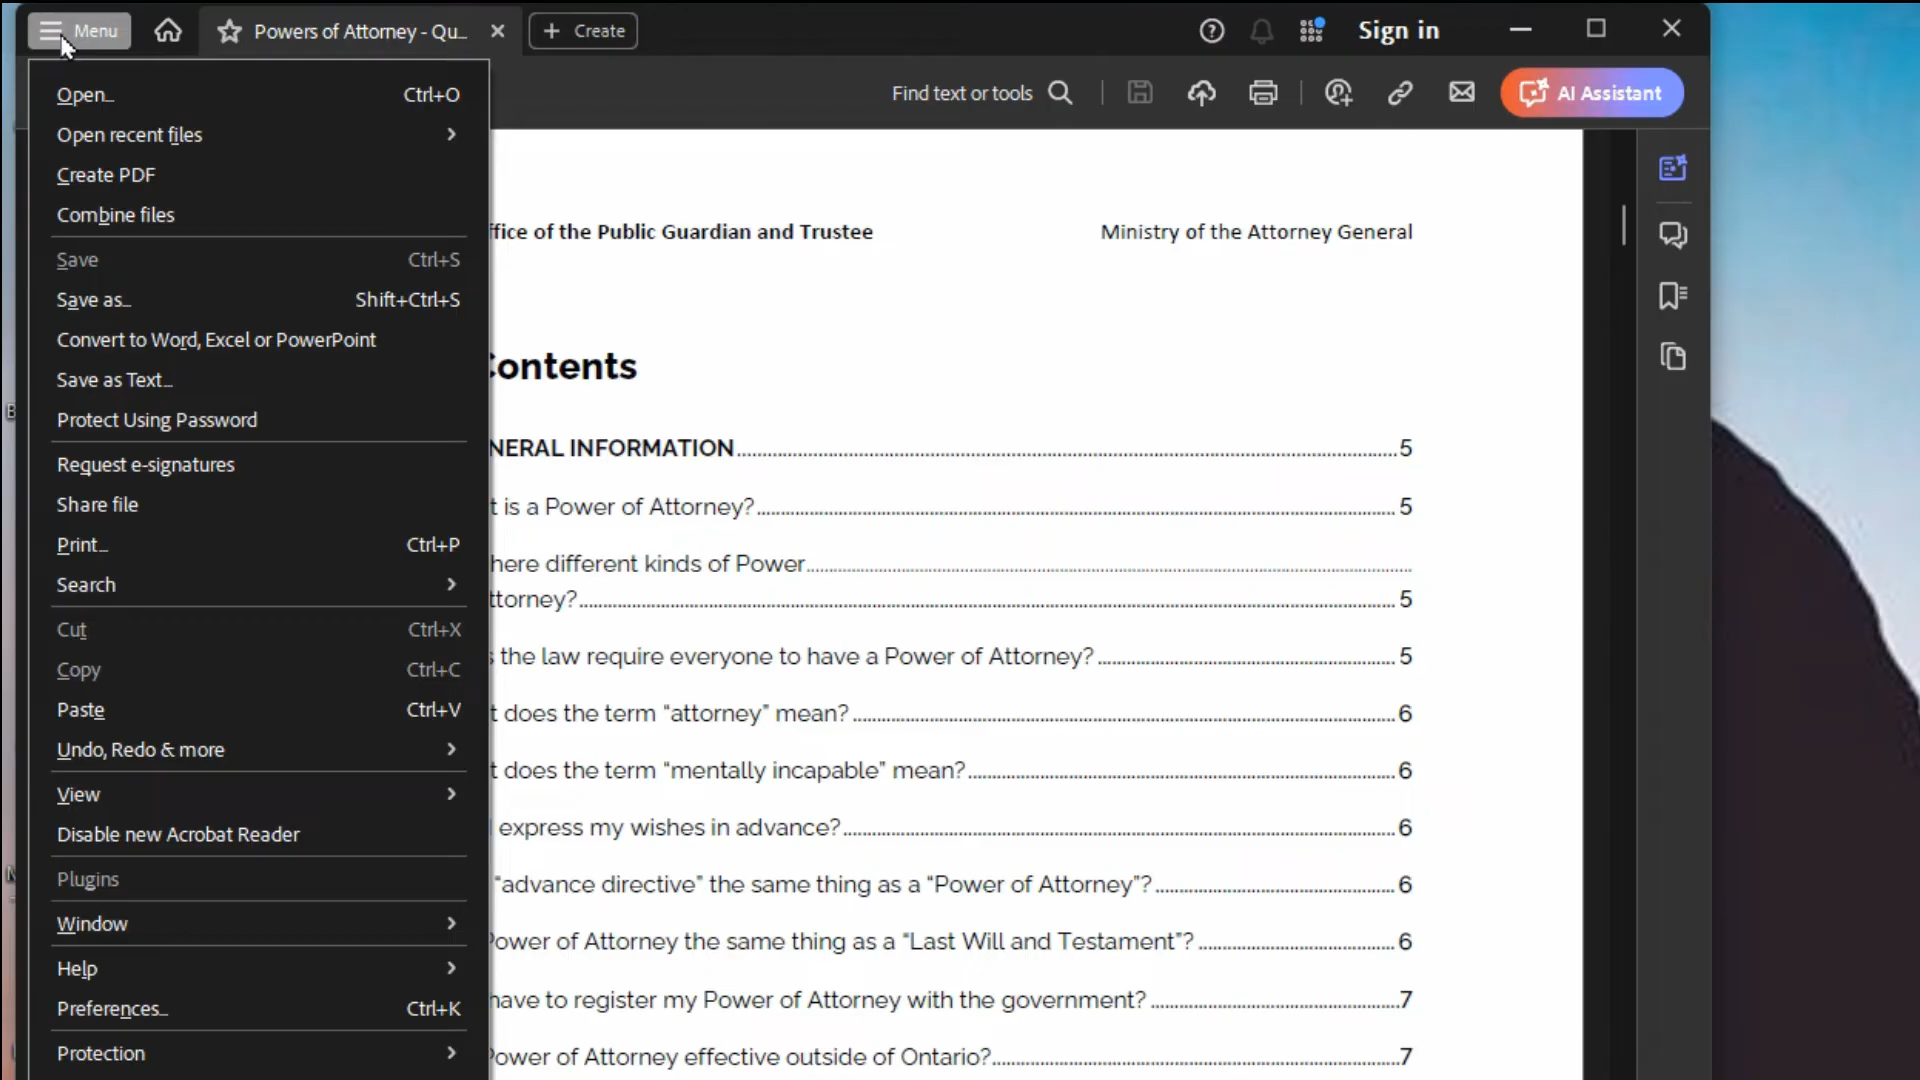 Menu
Powers of Attorney - Qu...
Create
Sign in
Find text or tools
AI Assistant
Open...	Ctrl+O
Open recent files
Create PDF
Combine files
Save	Ctrl+S
Save as...	Shift+Ctrl+S
Convert to Word, Excel or PowerPoint
Save as Text...
Protect Using Password
Request e-signatures
Share file
Print...	Ctrl+P
Search
Cut	Ctrl+X
Copy	Ctrl+C
Paste	Ctrl+V
Undo, Redo & more
View
Disable new Acrobat Reader
Plugins
Window
Help
Preferences...	Ctrl+K
Protection
ffice of the Public Guardian and Trustee	Ministry of the Attorney General
Contents
NERAL INFORMATION	5
t is a Power of Attorney?	5
here different kinds of Power
ttorney?	5
s the law require everyone to have a Power of Attorney?	5
t does the term “attorney” mean?	6
t does the term “mentally incapable” mean?	6
I express my wishes in advance?	6
“advance directive” the same thing as a “Power of Attorney”?	6
Power of Attorney the same thing as a “Last Will and Testament”?	6
have to register my Power of Attorney with the government?	7
Power of Attorney effective outside of Ontario?	7